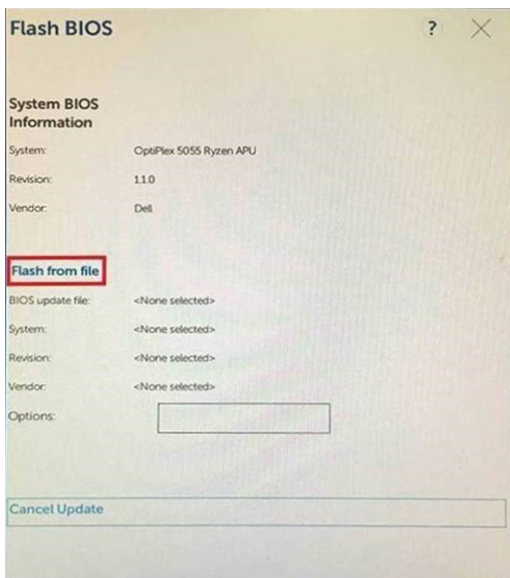 Flash BIOS ?
System BIOS
Information
System: OptiPlex 5055 Ryzen APU
Revision: 1.1.0
Vendor: Dell
Flash from file
BIOS update file: <None selected>
System: <None selected>
Revision: <None selected>
Vendor: <None selected>
Options:
Cancel Update